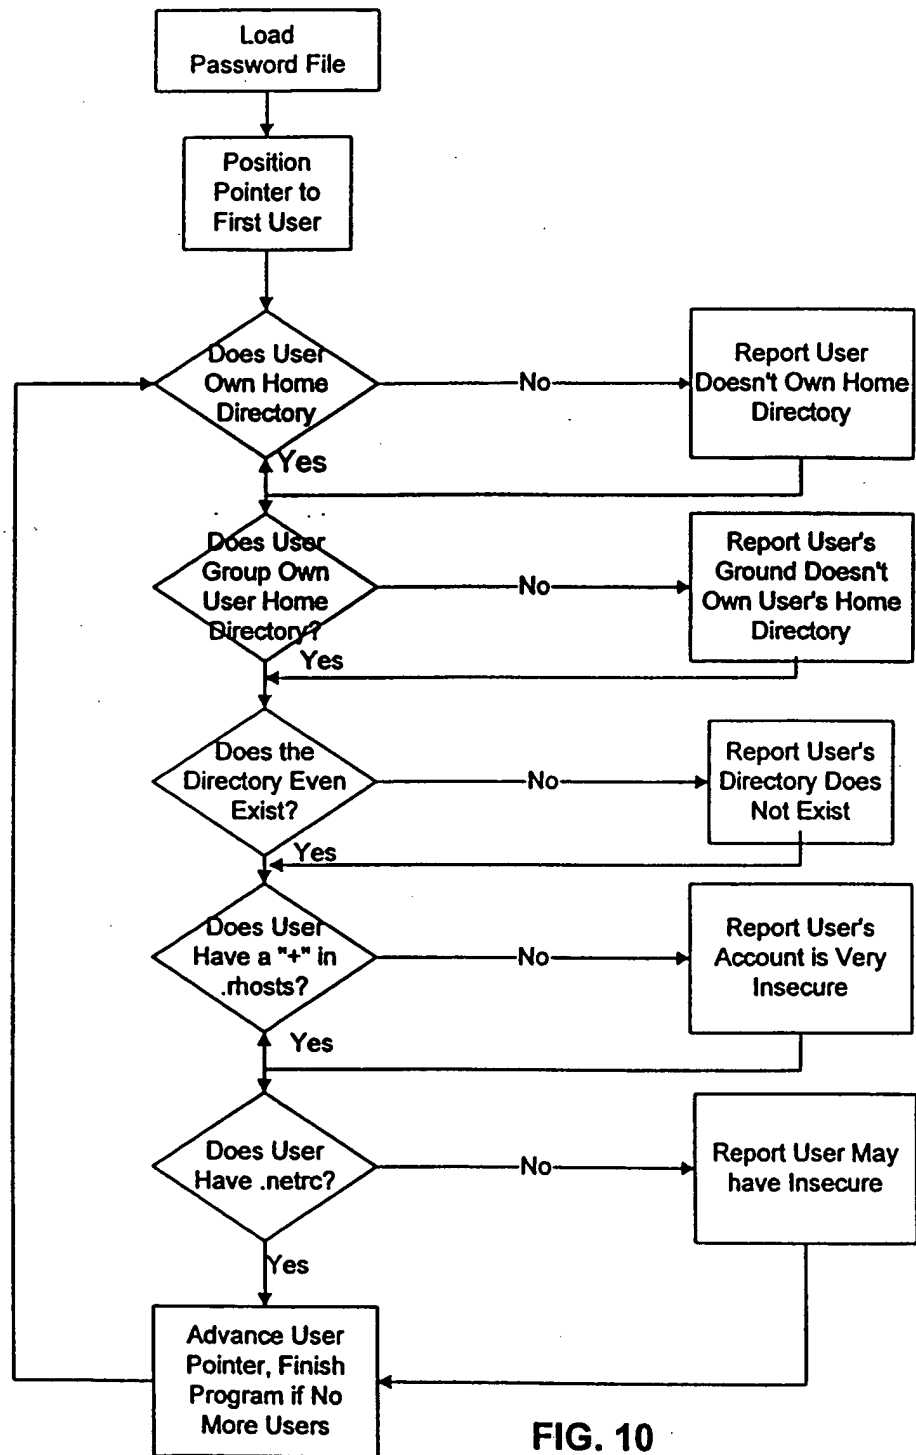 Load
Password File
Position
Pointer to
First User
Does User
Own Home
Directory
No
Report User
Doesn't Own Home
Directory
Yes
Does User
Group Own
User Home
Directory?
No
Report User's
Ground Doesn't
Own User's Home
Directory
Yes
Does the
Directory Even
Exist?
No
Report User's
Directory Does
Not Exist
Yes
Does User
Have a "+" in
.rhosts?
No
Report User's
Account is Very
Insecure
Yes
Does User
Have .netrc?
No
Report User May
have Insecure
Yes
Advance User
Pointer, Finish
Program if No
More Users
FIG. 10